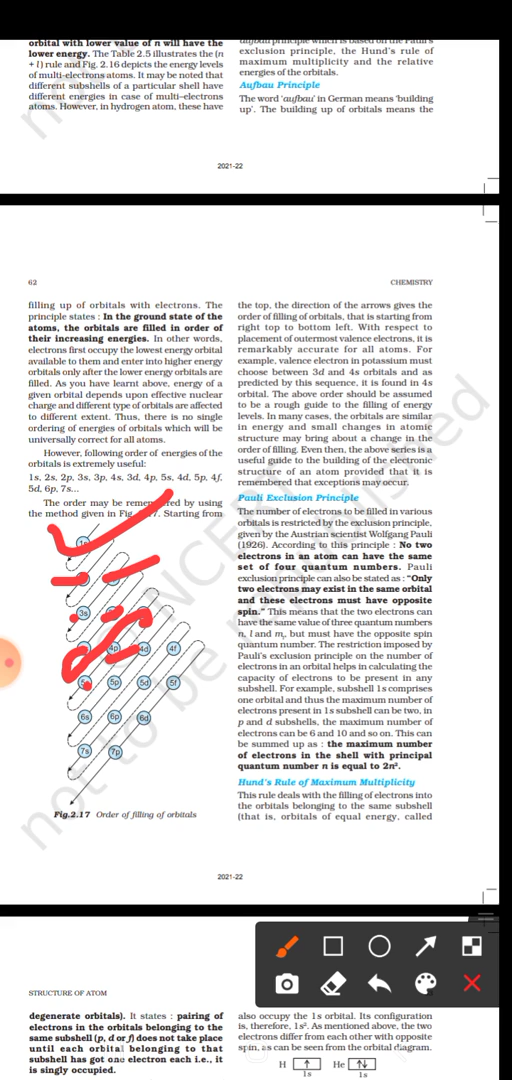 orbital with lower value of n will have the
lower energy. The Table 2.5 illustrates the (n
+ l) rule and Fig. 2.16 depicts the energy levels
of multi-electrons atoms. It may be noted that
different subshells of a particular shell have
different energies in case of multi–electrons
atoms. However, in hydrogen atom, these have
aufbau principle which is based on the Pauli's
exclusion principle, the Hund's rule of
maximum multiplicity and the relative
energies of the orbitals.
Aufbau Principle
The word 'aufbau' in German means 'building
up'. The building up of orbitals means the
2021-22
62
CHEMISTRY
filling up of orbitals with electrons. The
principle states : In the ground state of the
atoms, the orbitals are filled in order of
their increasing energies. In other words,
electrons first occupy the lowest energy orbital
available to them and enter into higher energy
orbitals only after the lower energy orbitals are
filled. As you have learnt above, energy of a
given orbital depends upon effective nuclear
charge and different type of orbitals are affected
to different extent. Thus, there is no single
ordering of energies of orbitals which will be
universally correct for all atoms.
However, following order of energies of the
orbitals is extremely useful:
1s, 2s, 2p, 3s, 3p, 4s, 3d, 4p, 5s, 4d, 5p, 4f,
5d, 6p, 7s...
The order may be remembered by using
the method given in Fig. Starting from
3s
4p 4d 4f
5p 5d 5f
6s 6p 6d
7s 7p
Fig.2.17 Order of filling of orbitals
the top, the direction of the arrows gives the
order of filling of orbitals, that is starting from
right top to bottom left. With respect to
placement of outermost valence electrons, it is
remarkably accurate for all atoms. For
example, valence electron in potassium must
choose between 3d and 4s orbitals and as
predicted by this sequence, it is found in 4s
orbital. The above order should be assumed
to be a rough guide to the filling of energy
levels. In many cases, the orbitals are similar
in energy and small changes in atomic
structure may bring about a change in the
order of filling. Even then, the above series is a
useful guide to the building of the electronic
structure of an atom provided that it is
remembered that exceptions may occur.
Pauli Exclusion Principle
The number of electrons to be filled in various
orbitals is restricted by the exclusion principle,
given by the Austrian scientist Wolfgang Pauli
(1926). According to this principle : No two
electrons in an atom can have the same
set of four quantum numbers. Pauli
exclusion principle can also be stated as : "Only
two electrons may exist in the same orbital
and these electrons must have opposite
spin." This means that the two electrons can
have the same value of three quantum numbers
n, l and ml, but must have the opposite spin
quantum number. The restriction imposed by
Pauli's exclusion principle on the number of
electrons in an orbital helps in calculating the
capacity of electrons to be present in any
subshell. For example, subshell 1s comprises
one orbital and thus the maximum number of
electrons present in 1s subshell can be two, in
p and d subshells, the maximum number of
electrons can be 6 and 10 and so on. This can
be summed up as : the maximum number
of electrons in the shell with principal
quantum number n is equal to 2n².
Hund's Rule of Maximum Multiplicity
This rule deals with the filling of electrons into
the orbitals belonging to the same subshell
(that is, orbitals of equal energy, called
2021-22
STRUCTURE OF ATOM
degenerate orbitals). It states : pairing of
electrons in the orbitals belonging to the
same subshell (p, d or f) does not take place
until each orbital belonging to that
subshell has got one electron each i.e., it
is singly occupied.
also occupy the 1s orbital. Its configuration
is, therefore, 1s². As mentioned above, the two
electrons differ from each other with opposite
spin, as can be seen from the orbital diagram.
H ↑ He ↑↓
1s 1s
© NCERT
not to be republished